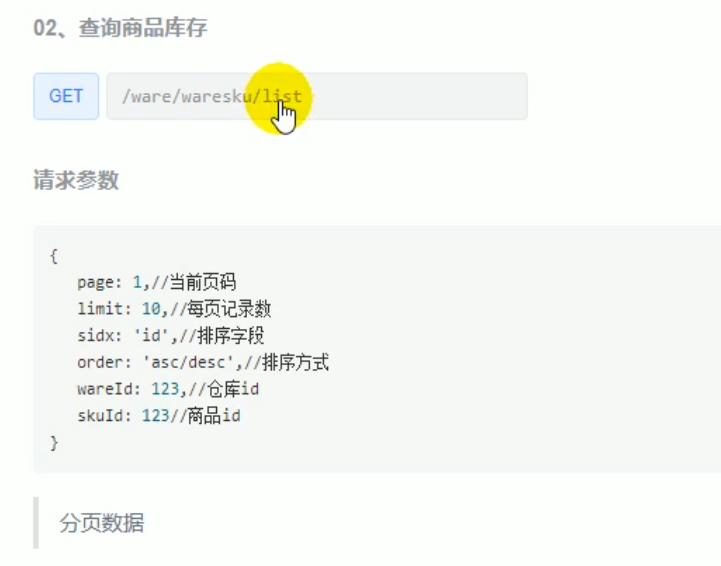 02、查询商品库存
GET /ware/waresku/list
请求参数
{
page: 1,//当前页码
limit: 10,//每页记录数
sidx: 'id',//排序字段
order: 'asc/desc',//排序方式
wareId: 123,//仓库id
skuId: 123//商品id
}
分页数据